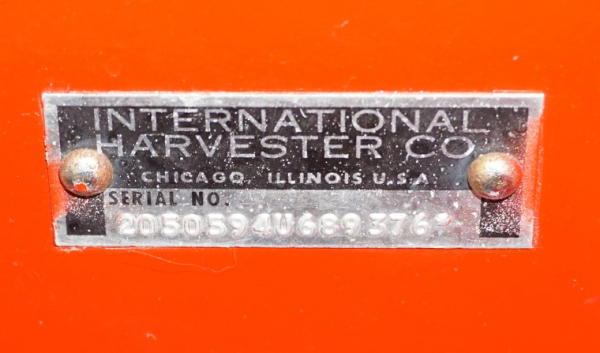 INTERNATIONAL
HARVESTER CO
CHICAGO, ILLINOIS U.S.A.
SERIAL NO.
2050594U689376*